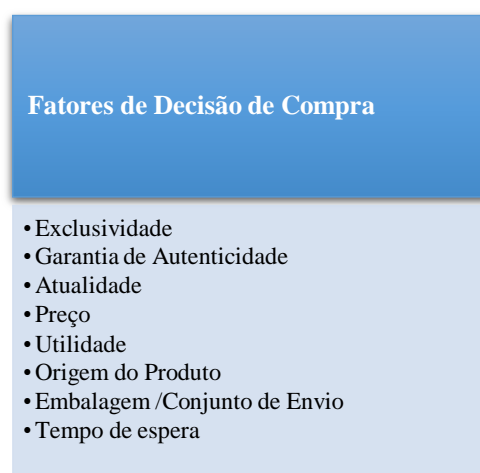 Fatores de Decisão de Compra
• Exclusividade
• Garantia de Autenticidade
• Atualidade
• Preço
• Utilidade
• Origem do Produto
• Embalagem /Conjunto de Envio
• Tempo de espera